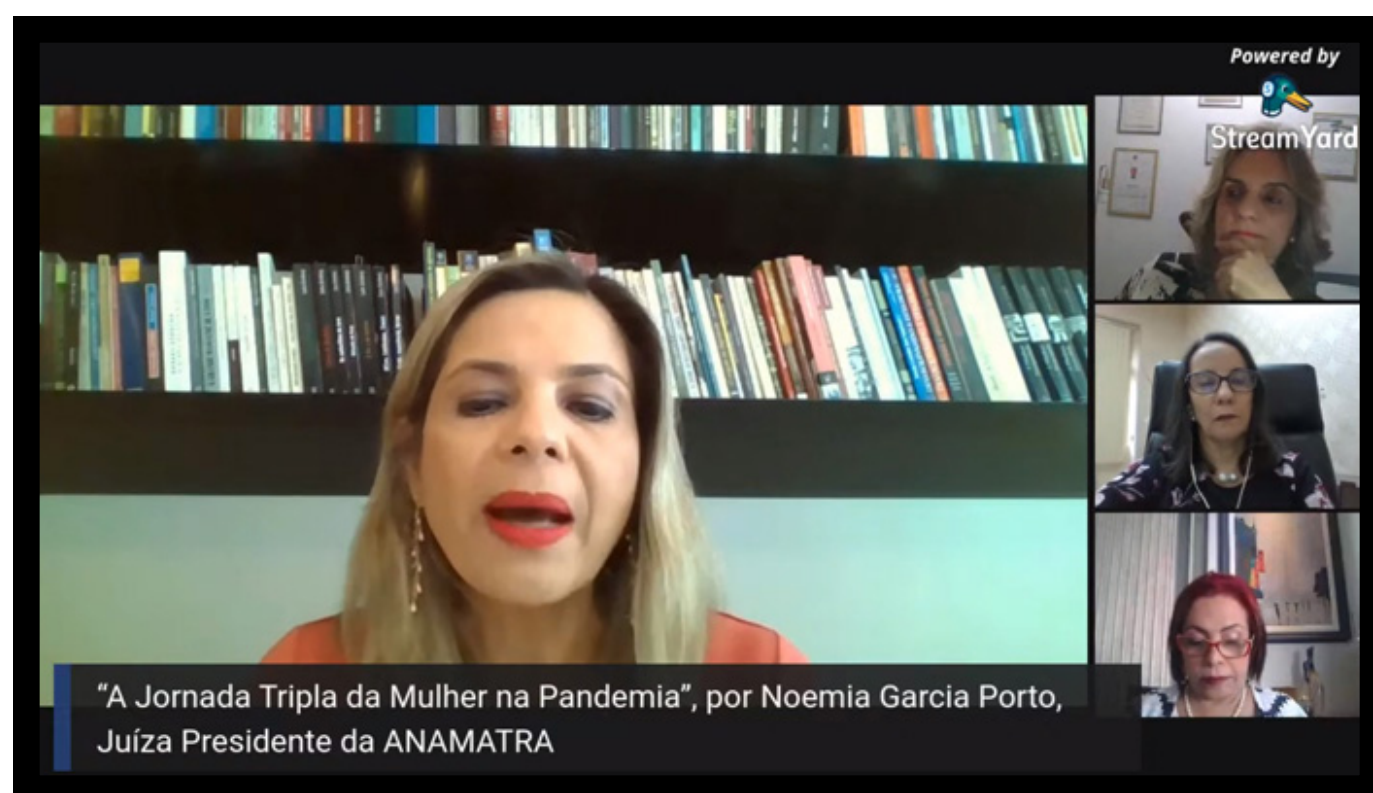 Powered by
StreamYard
“A Jornada Tripla da Mulher na Pandemia”, por Noemia Garcia Porto,
Juíza Presidente da ANAMATRA